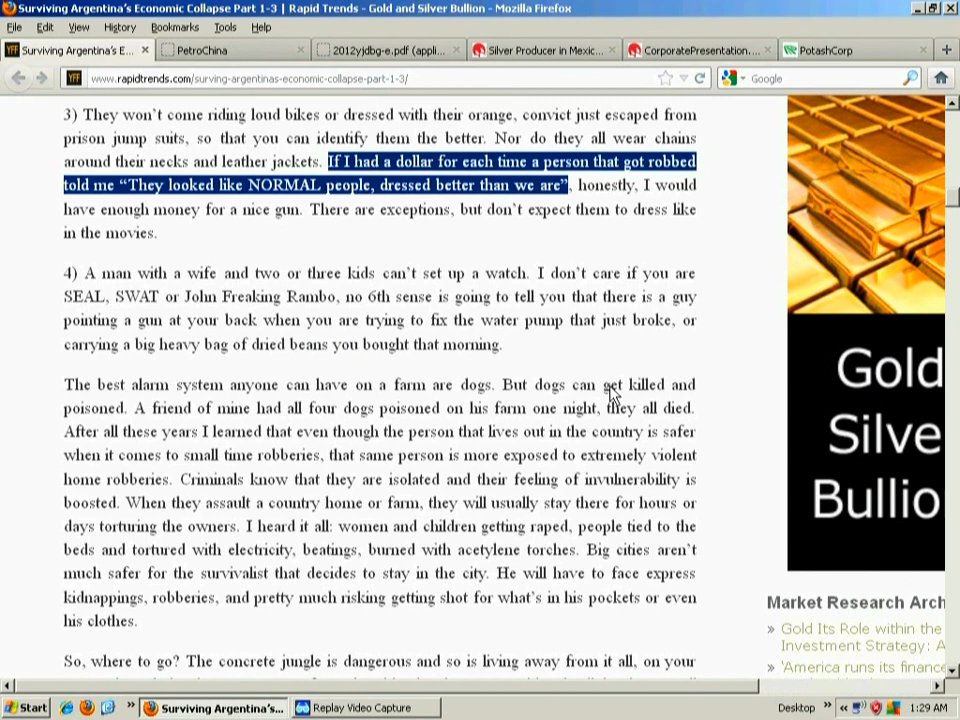 Surviving Argentina's Economic Collapse Part 1-3 | Rapid Trends - Gold and Silver Bullion - Mozilla Firefox
File Edit View History Bookmarks Tools Help
YFF Surviving Argentina's E... PetroChina 2012yjdbg-e.pdf (appli... Silver Producer in Mexic... CorporatePresentation.... PotashCorp
YFF www.rapidtrends.com/surving-argentinas-economic-collapse-part-1-3/ Google
3) They won't come riding loud bikes or dressed with their orange, convict just escaped from
prison jump suits, so that you can identify them the better. Nor do they all wear chains
around their necks and leather jackets. If I had a dollar for each time a person that got robbed
told me “They looked like NORMAL people, dressed better than we are”, honestly, I would
have enough money for a nice gun. There are exceptions, but don't expect them to dress like
in the movies.
4) A man with a wife and two or three kids can't set up a watch. I don't care if you are
SEAL, SWAT or John Freaking Rambo, no 6th sense is going to tell you that there is a guy
pointing a gun at your back when you are trying to fix the water pump that just broke, or
carrying a big heavy bag of dried beans you bought that morning.
The best alarm system anyone can have on a farm are dogs. But dogs can get killed and
poisoned. A friend of mine had all four dogs poisoned on his farm one night, they all died.
After all these years I learned that even though the person that lives out in the country is safer
when it comes to small time robberies, that same person is more exposed to extremely violent
home robberies. Criminals know that they are isolated and their feeling of invulnerability is
boosted. When they assault a country home or farm, they will usually stay there for hours or
days torturing the owners. I heard it all: women and children getting raped, people tied to the
beds and tortured with electricity, beatings, burned with acetylene torches. Big cities aren't
much safer for the survivalist that decides to stay in the city. He will have to face express
kidnappings, robberies, and pretty much risking getting shot for what's in his pockets or even
his clothes.
So, where to go? The concrete jungle is dangerous and so is living away from it all, on your
Gold
Silve
Bullio
Market Research Arch
» Gold Its Role within the
Investment Strategy: A
» 'America runs its finance
Start Surviving Argentina's... Replay Video Capture Desktop 1:29 AM